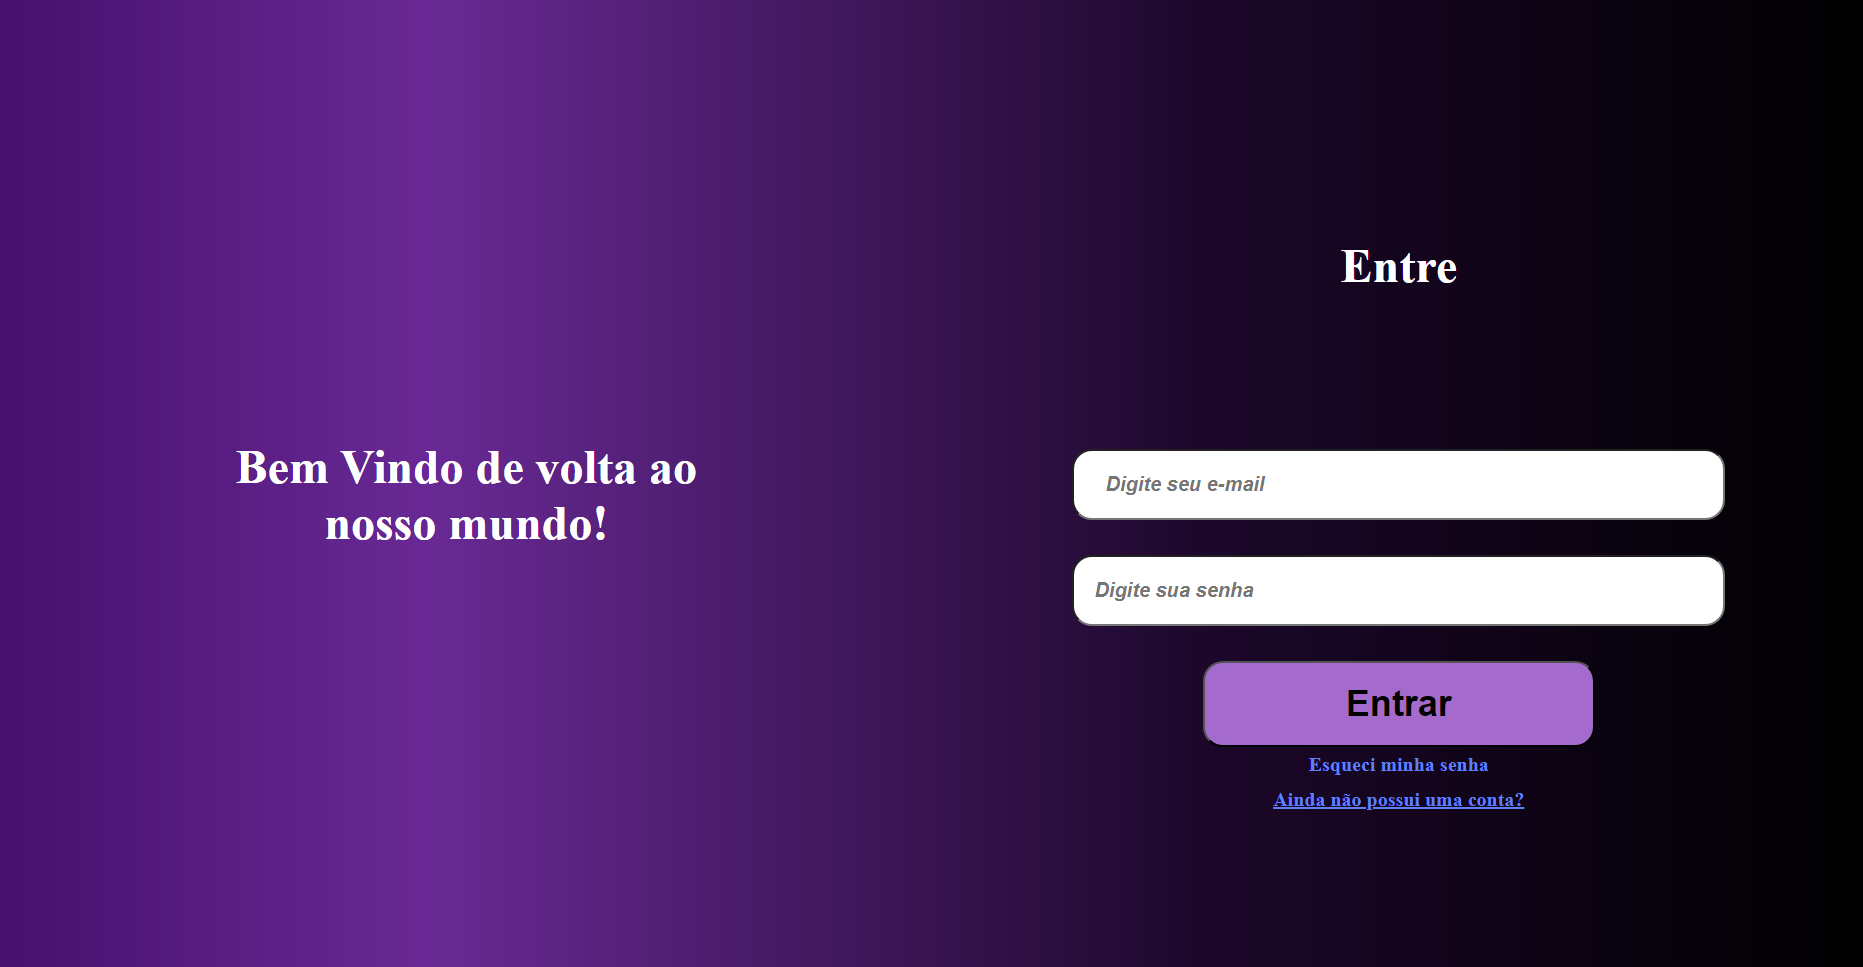 Bem Vindo de volta ao
nosso mundo!
Entre
Digite seu e-mail
Digite sua senha
Entrar
Esqueci minha senha
Ainda não possui uma conta?